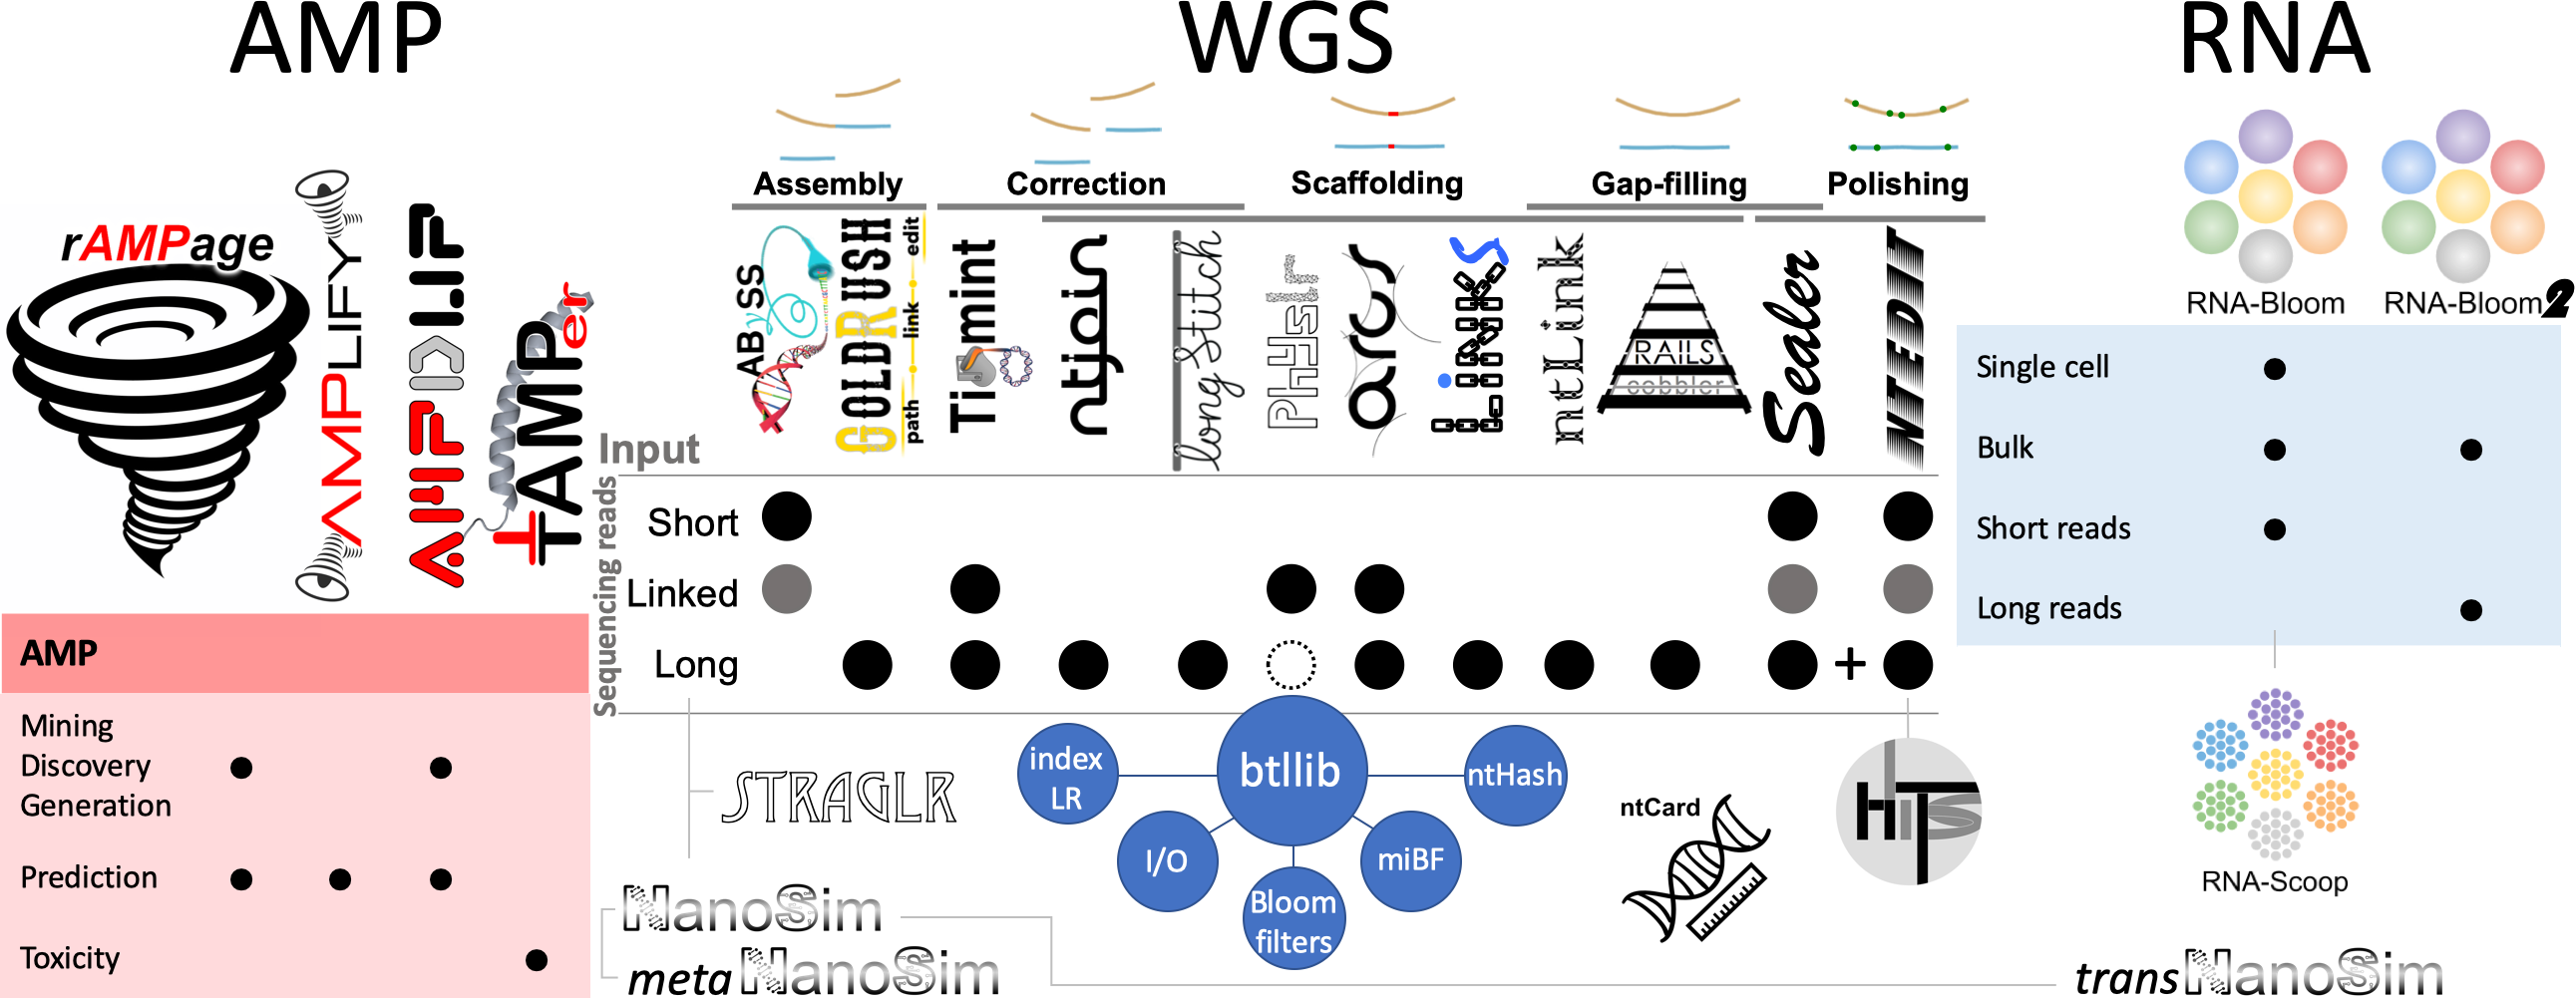 AMP
WGS
RNA
rAMPage
AMPLIFY
AMPD UP
tAMPer
Assembly
Correction
Scaffolding
Gap-filling
Polishing
ABySS
GOLDRUSH
path link edit
Tigmint
ntJoin
longStitch
Physlr
arcs
LINKS
ntLink
RAILS
cobbler
Sealer
NTEDIT
Input
Sequencing reads
Short
Linked
Long
+
RNA-Bloom
RNA-Bloom2
Single cell
Bulk
Short reads
Long reads
AMP
Mining
Discovery
Generation
Prediction
Toxicity
STRAGLR
index
LR
btllib
ntHash
I/O
miBF
Bloom
filters
ntCard
HiTS
RNA-Scoop
NanoSim
metaNanoSim
transNanoSim